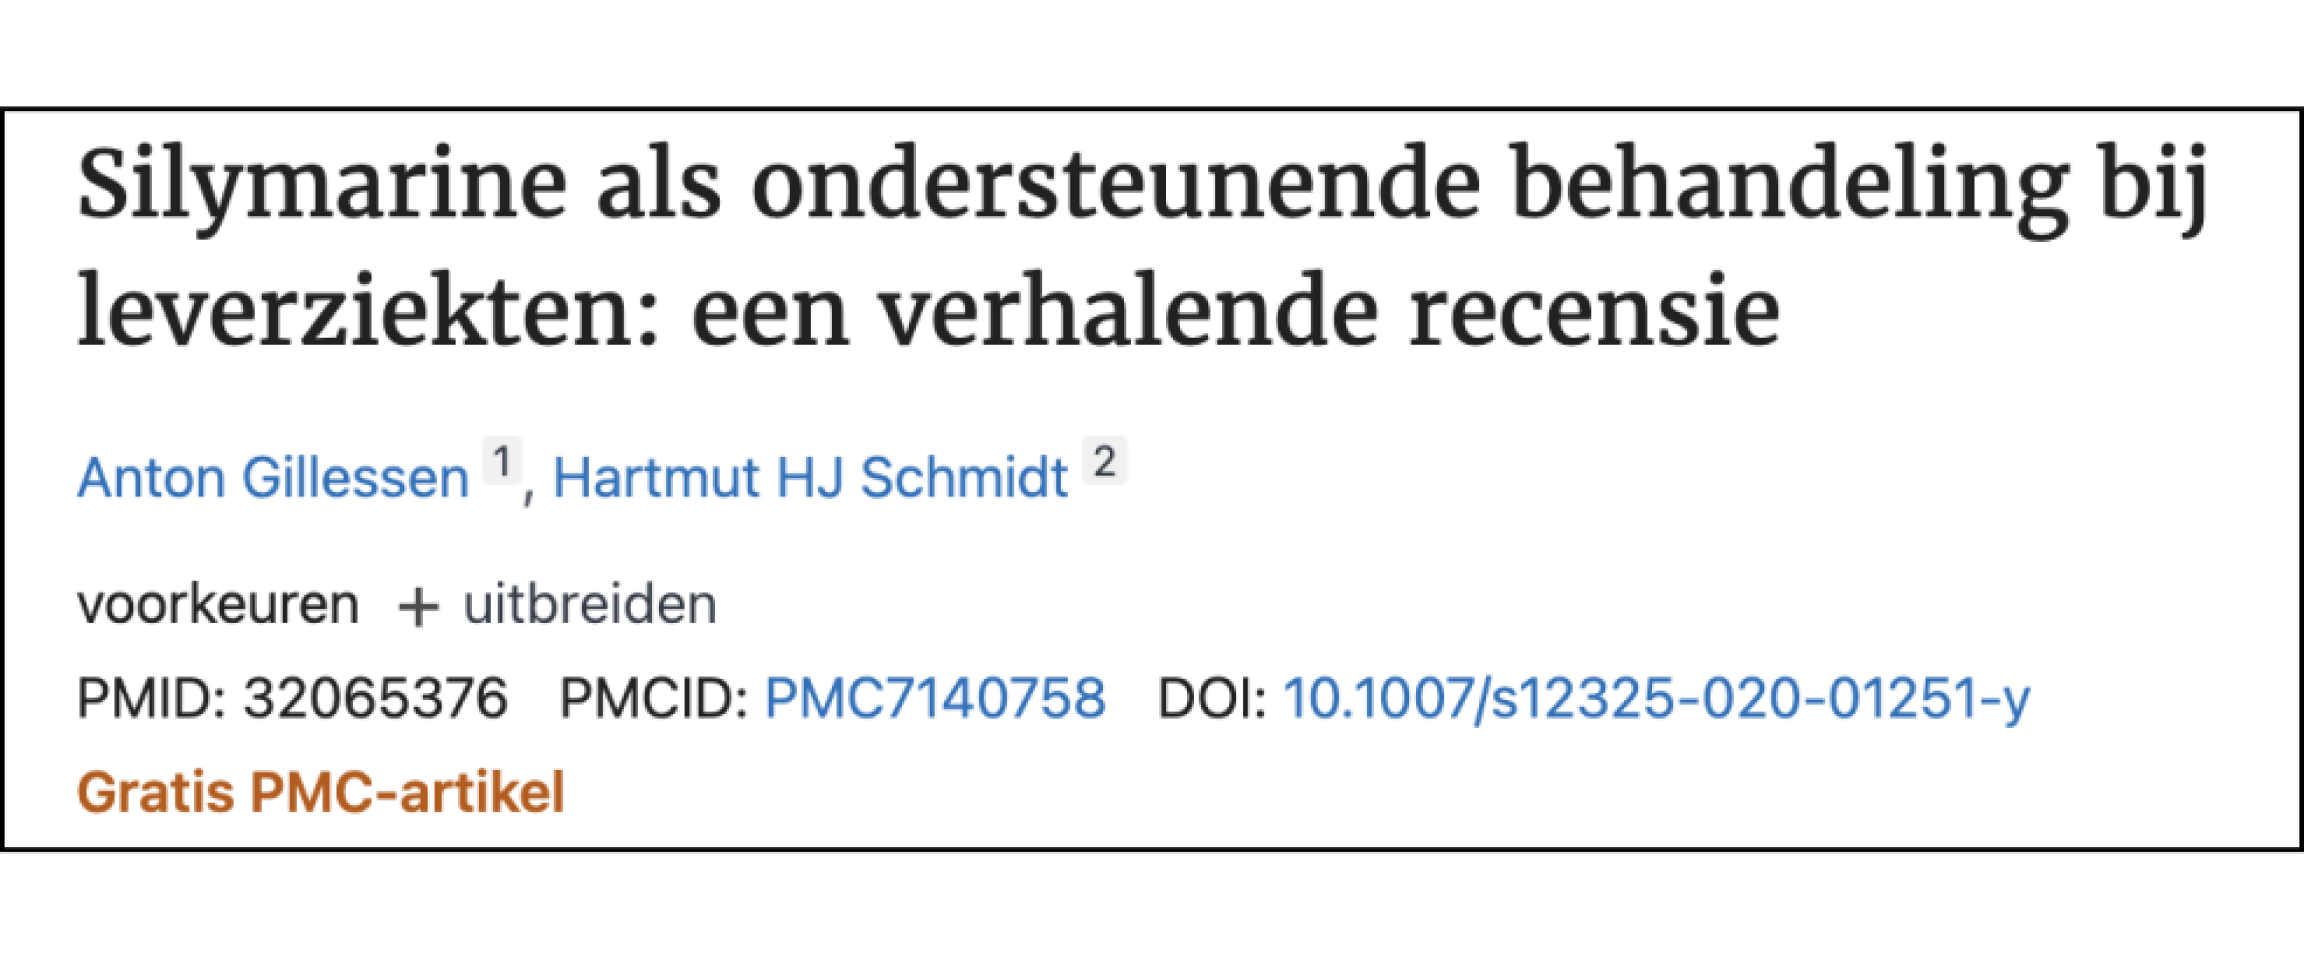 Silymarine als ondersteunende behandeling bij
leverziekten: een verhalende recensie
Anton Gillessen 1, Hartmut HJ Schmidt 2
voorkeuren + uitbreiden
PMID: 32065376 PMCID: PMC7140758 DOI: 10.1007/s12325-020-01251-y
Gratis PMC-artikel